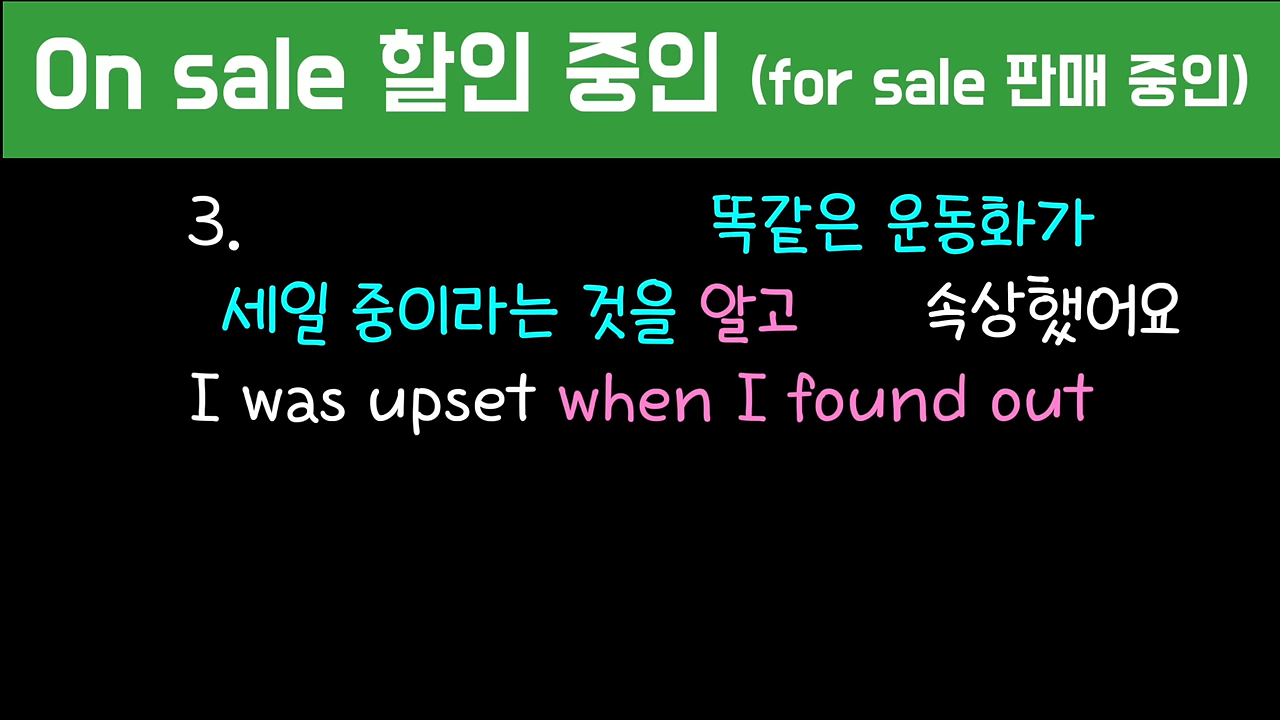 On sale 할인 중인 (for sale 판매 중인)
3. 똑같은 운동화가
세일 중이라는 것을 알고 속상했어요
I was upset when I found out